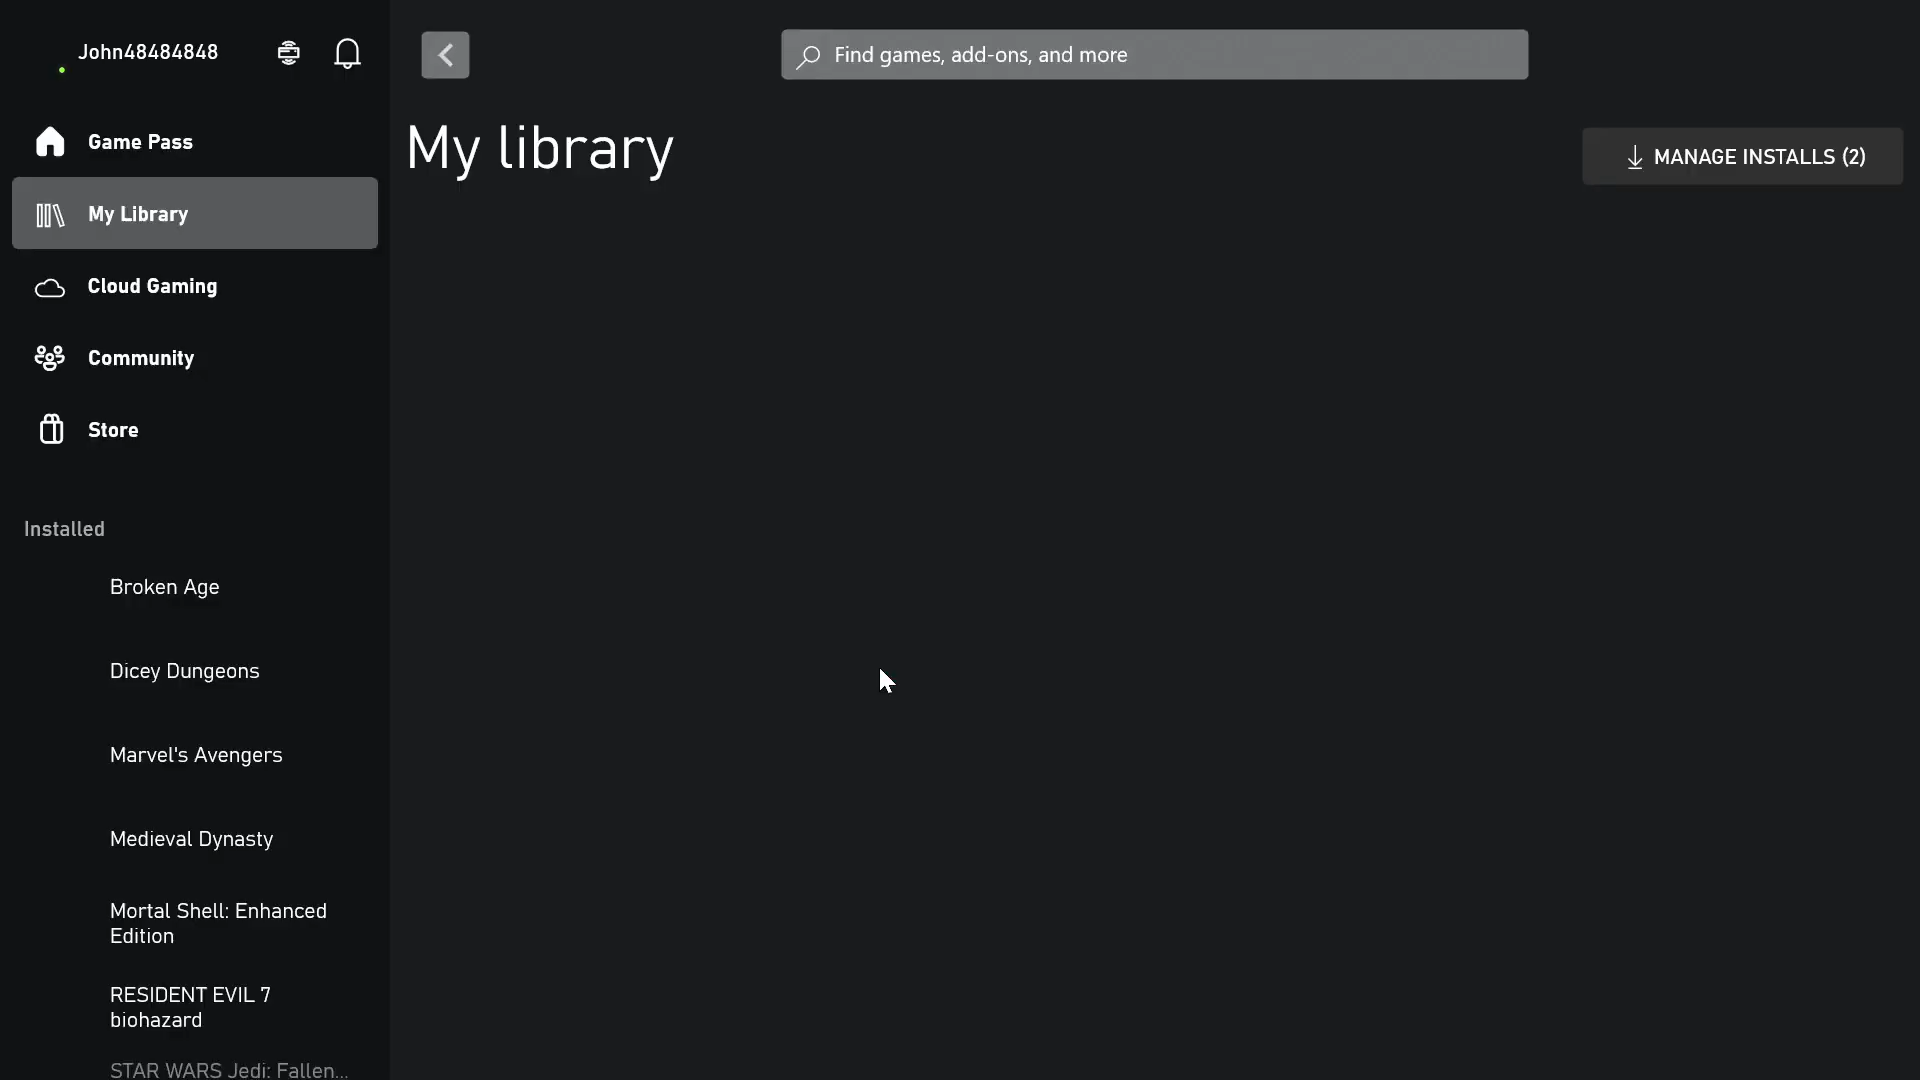 John48484848
Find games, add-ons, and more
Game Pass
My library
MANAGE INSTALLS (2)
My Library
Cloud Gaming
Community
Store
Installed
Broken Age
Dicey Dungeons
Marvel's Avengers
Medieval Dynasty
Mortal Shell: Enhanced
Edition
RESIDENT EVIL 7
biohazard
STAR WARS Jedi: Fallen...